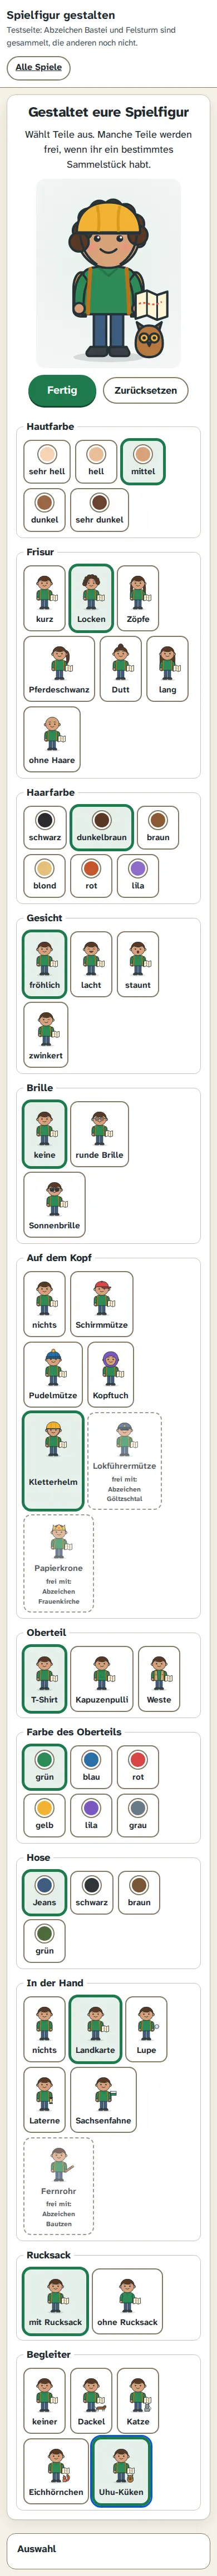 Spielfigur gestalten
Testseite: Abzeichen Bastei und Felsturm sind
gesammelt, die anderen noch nicht.
Alle Spiele
Gestaltet eure Spielfigur
Wählt Teile aus. Manche Teile werden
frei, wenn ihr ein bestimmtes
Sammelstück habt.
Fertig
Zurücksetzen
Hautfarbe
sehr hell
hell
mittel
dunkel
sehr dunkel
Frisur
kurz
Locken
Zöpfe
Pferdeschwanz
Dutt
lang
ohne Haare
Haarfarbe
schwarz
dunkelbraun
braun
blond
rot
lila
Gesicht
fröhlich
lacht
staunt
zwinkert
Brille
keine
runde Brille
Sonnenbrille
Auf dem Kopf
nichts
Schirmmütze
Pudelmütze
Kopftuch
Kletterhelm
Lokführermütze
frei mit:
Abzeichen
Göltzschtal
Papierkrone
frei mit:
Abzeichen
Frauenkirche
Oberteil
T-Shirt
Kapuzenpulli
Weste
Farbe des Oberteils
grün
blau
rot
gelb
lila
grau
Hose
Jeans
schwarz
braun
grün
In der Hand
nichts
Landkarte
Lupe
Laterne
Sachsenfahne
Fernrohr
frei mit:
Abzeichen
Bautzen
Rucksack
mit Rucksack
ohne Rucksack
Begleiter
keiner
Dackel
Katze
Eichhörnchen
Uhu-Küken
Auswahl